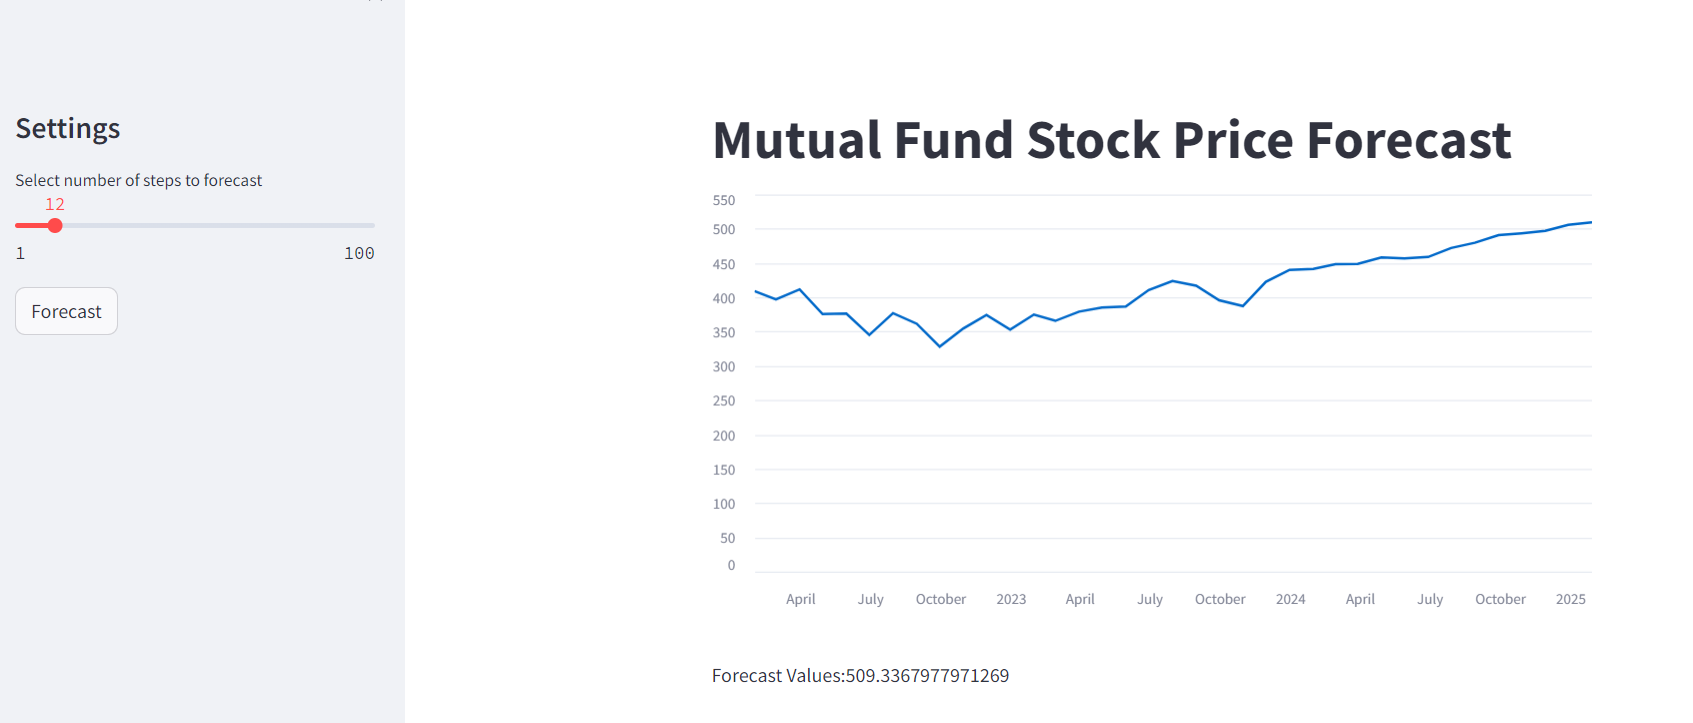 Settings
Select number of steps to forecast
12
1 100
Forecast
Mutual Fund Stock Price Forecast
550
500
450
400
350
300
250
200
150
100
50
0
April July October 2023 April July October 2024 April July October 2025
Forecast Values:509.3367977971269